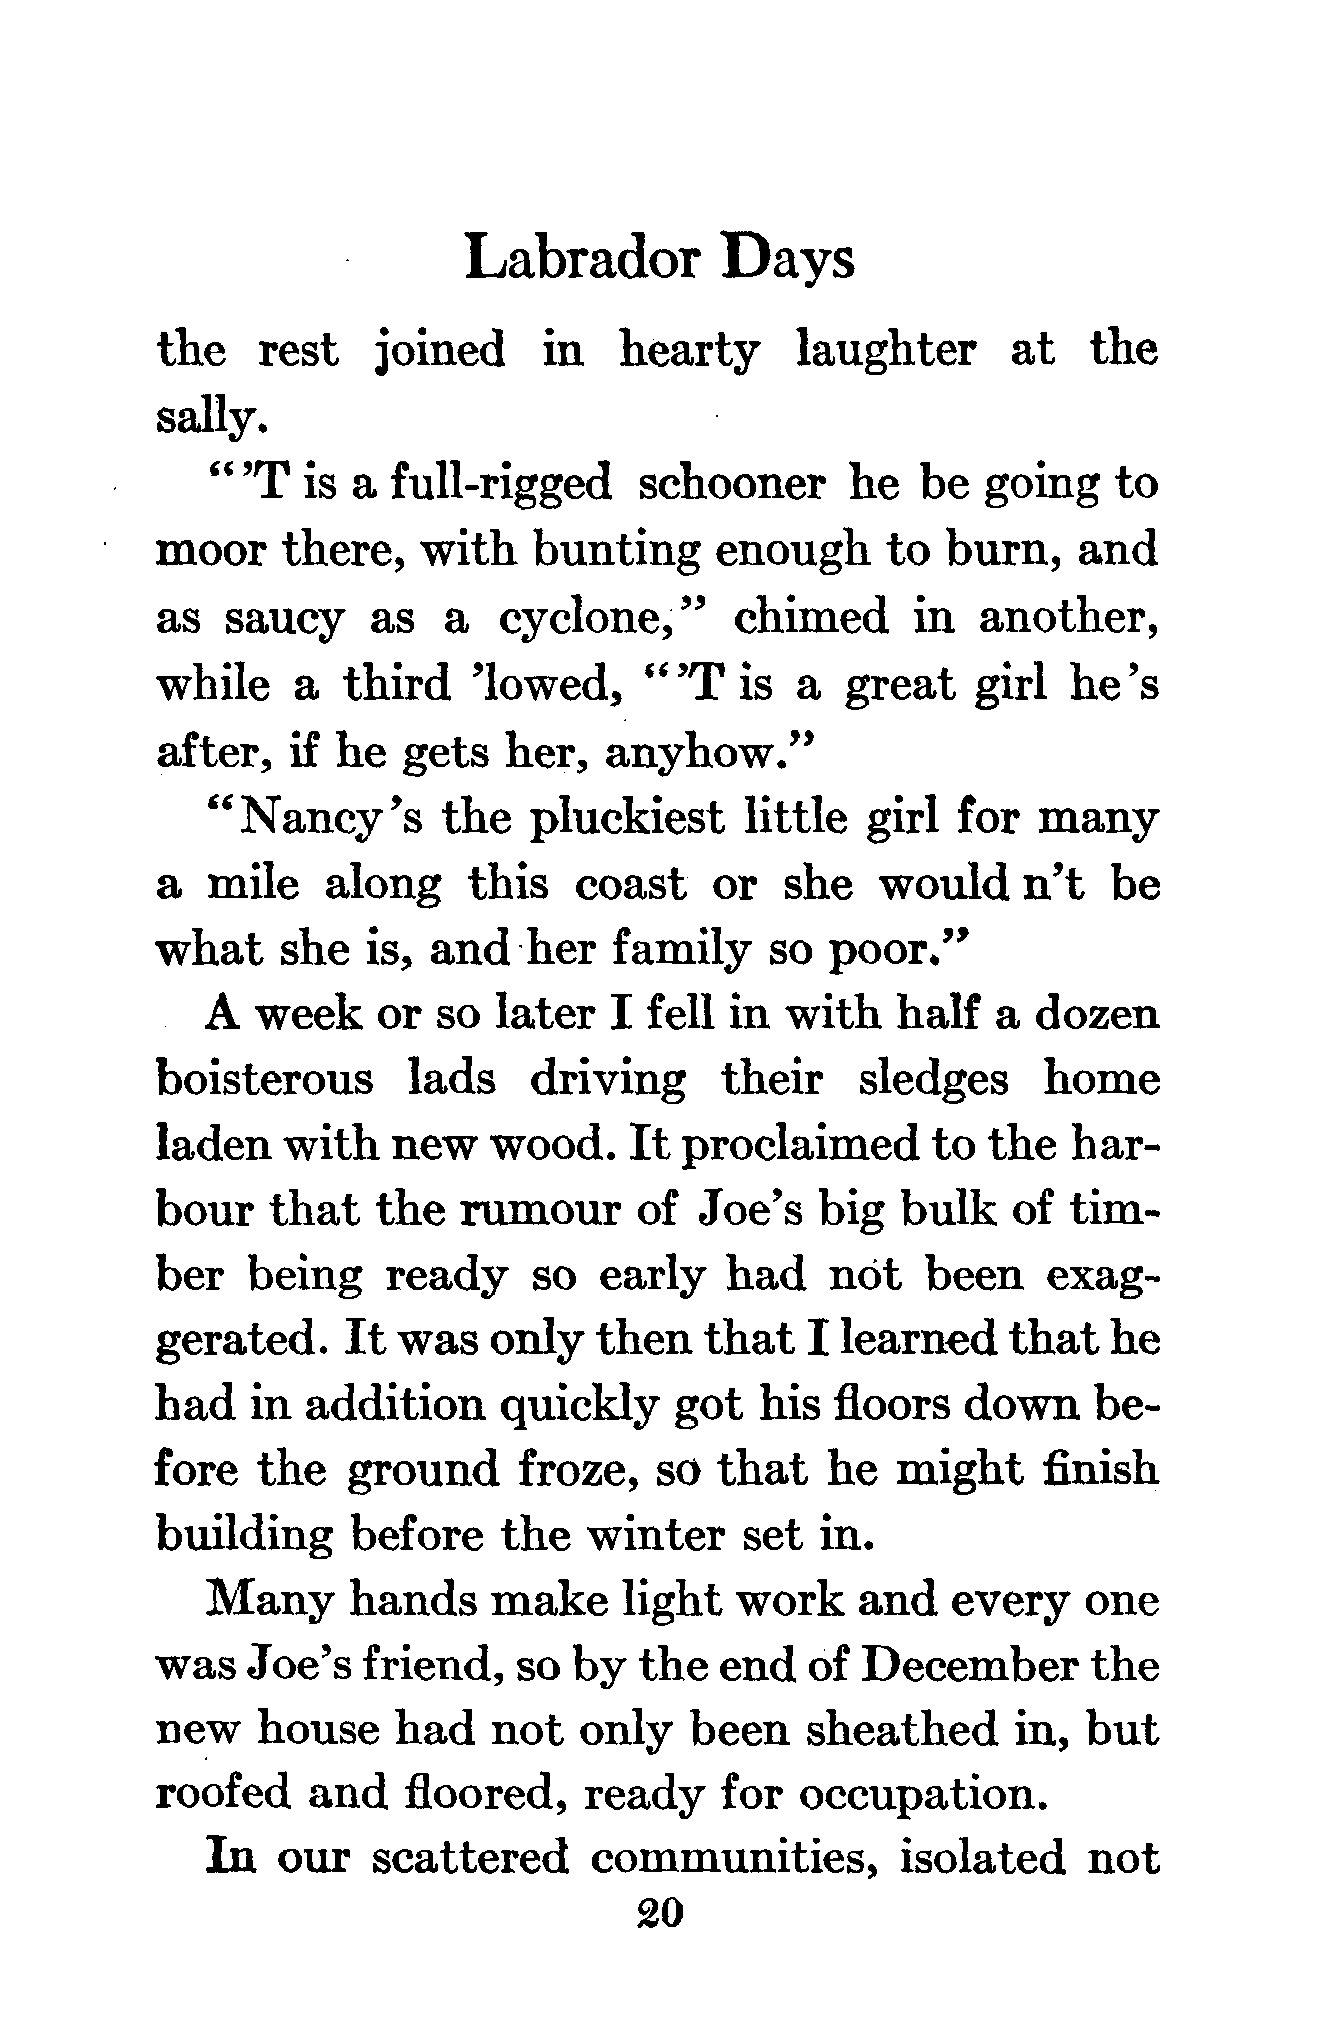 Labrador Days
the rest joined in hearty laughter at the
sally.
“’T is a full-rigged schooner he be going to
moor there, with bunting enough to burn, and
as saucy as a cyclone,” chimed in another,
while a third ’lowed, “’T is a great girl he’s
after, if he gets her, anyhow.”
“Nancy’s the pluckiest little girl for many
a mile along this coast or she would n’t be
what she is, and her family so poor.”
A week or so later I fell in with half a dozen
boisterous lads driving their sledges home
laden with new wood. It proclaimed to the har-
bour that the rumour of Joe’s big bulk of tim-
ber being ready so early had not been exag-
gerated. It was only then that I learned that he
had in addition quickly got his floors down be-
fore the ground froze, so that he might finish
building before the winter set in.
Many hands make light work and every one
was Joe’s friend, so by the end of December the
new house had not only been sheathed in, but
roofed and floored, ready for occupation.
In our scattered communities, isolated not
20